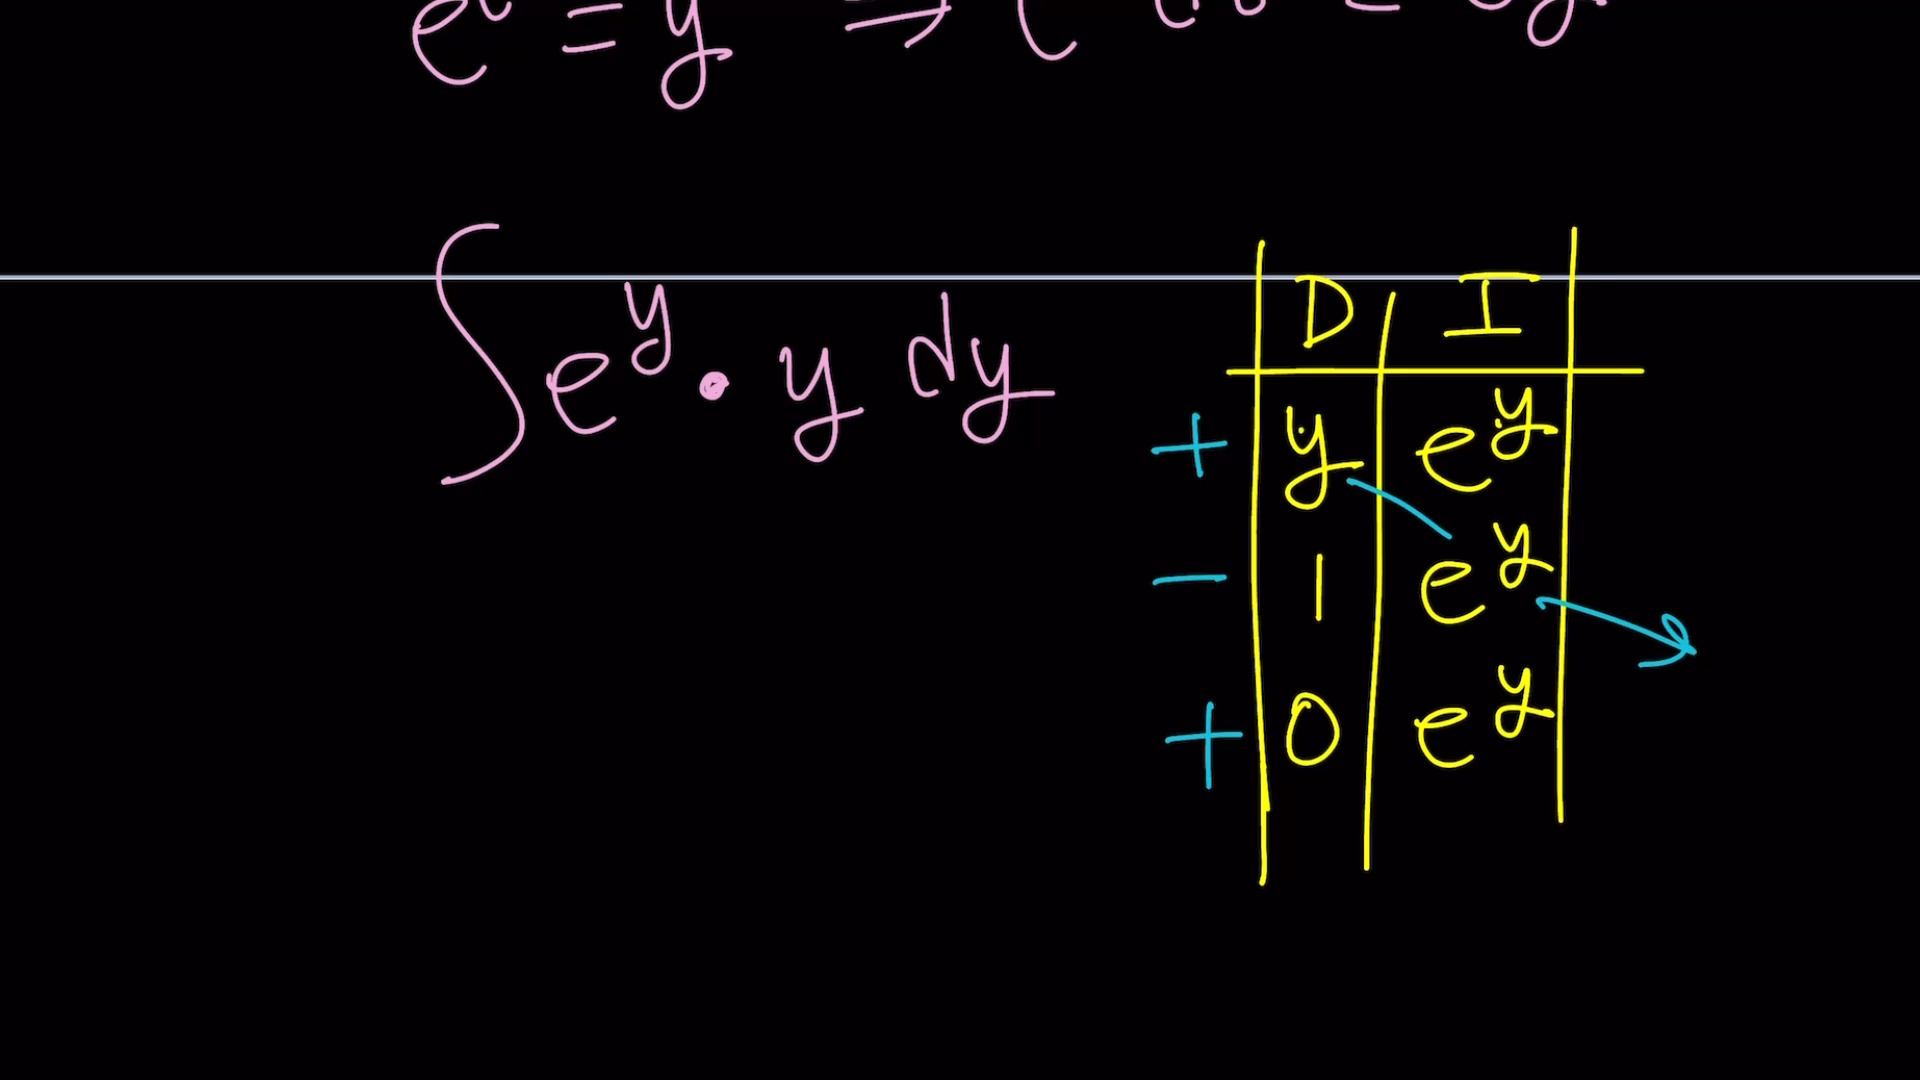 e = y ⇒ e
∫ e^y • y dy
D I
+ y e^y
− 1 e^y
+ 0 e^y